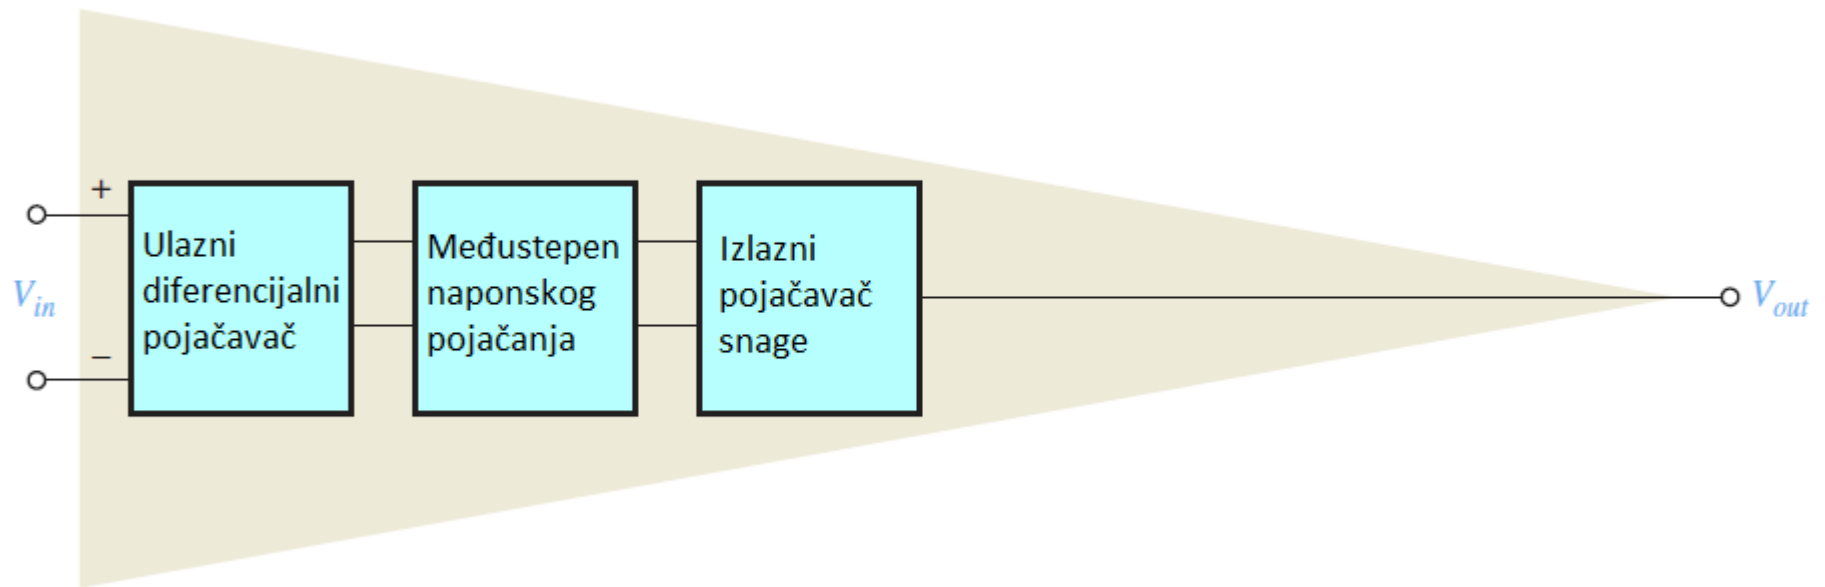 +
−
V_in
Ulazni
diferencijalni
pojačavač
Međustepen
naponskog
pojačanja
Izlazni
pojačavač
snage
V_out